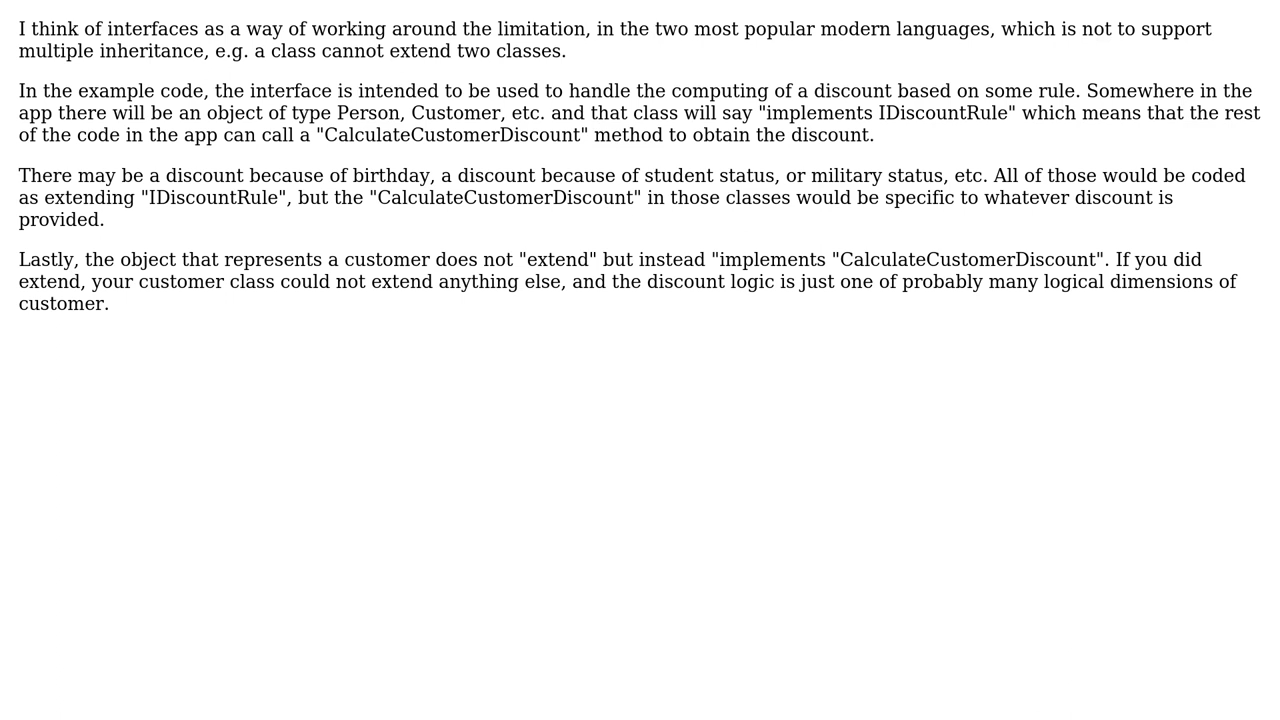 I think of interfaces as a way of working around the limitation, in the two most popular modern languages, which is not to support
multiple inheritance, e.g. a class cannot extend two classes.
In the example code, the interface is intended to be used to handle the computing of a discount based on some rule. Somewhere in the
app there will be an object of type Person, Customer, etc. and that class will say "implements IDiscountRule" which means that the rest
of the code in the app can call a "CalculateCustomerDiscount" method to obtain the discount.
There may be a discount because of birthday, a discount because of student status, or military status, etc. All of those would be coded
as extending "IDiscountRule", but the "CalculateCustomerDiscount" in those classes would be specific to whatever discount is
provided.
Lastly, the object that represents a customer does not "extend" but instead "implements "CalculateCustomerDiscount". If you did
extend, your customer class could not extend anything else, and the discount logic is just one of probably many logical dimensions of
customer.